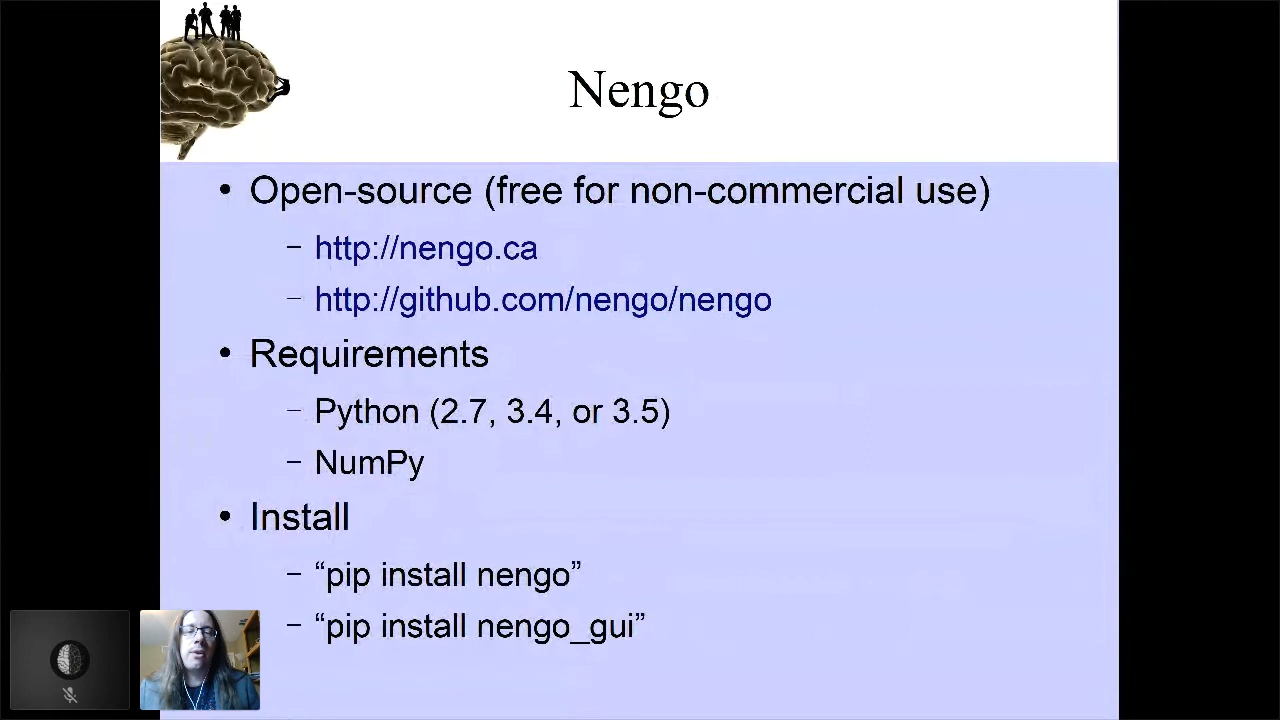 Nengo
• Open-source (free for non-commercial use)
– http://nengo.ca
– http://github.com/nengo/nengo
• Requirements
– Python (2.7, 3.4, or 3.5)
– NumPy
• Install
– “pip install nengo”
– “pip install nengo_gui”